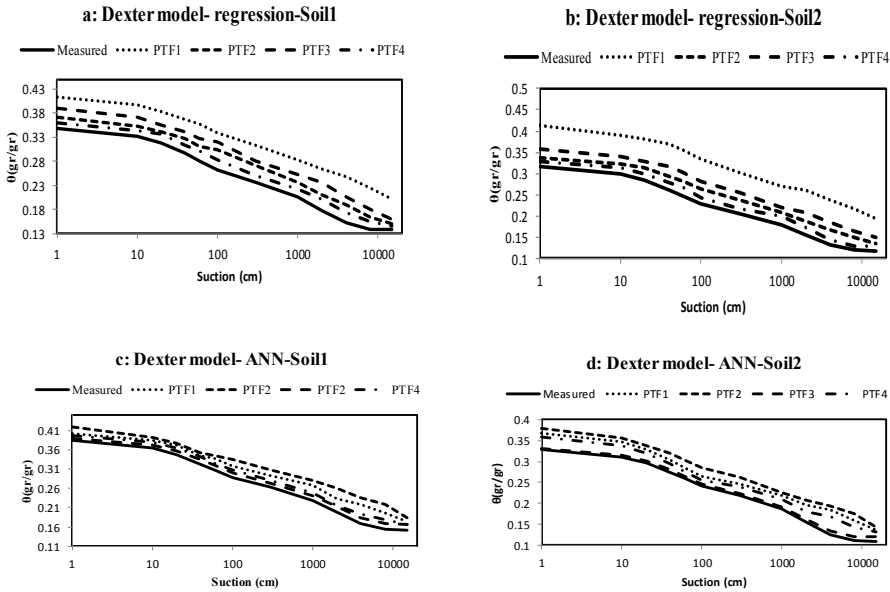 a: Dexter model- regression-Soil1
Measured PTF1 PTF2 PTF3 PTF4
0.43
0.38
0.33
0.28
0.23
0.18
0.13
θ(gr/gr)
1 10 100 1000 10000
Suction (cm)
b: Dexter model- regression-Soil2
Measured PTF1 PTF2 PTF3 PTF4
0.5
0.45
0.4
0.35
0.3
0.25
0.2
0.15
0.1
θ(gr/gr)
1 10 100 1000 10000
Suction (cm)
c: Dexter model- ANN-Soil1
Measured PTF1 PTF2 PTF2 PTF4
0.41
0.36
0.31
0.26
0.21
0.16
0.11
θ(gr/gr)
1 10 100 1000 10000
Suction (cm)
d: Dexter model- ANN-Soil2
Measured PTF1 PTF2 PTF3 PTF4
0.4
0.35
0.3
0.25
0.2
0.15
0.1
θ(gr/gr)
1 10 100 1000 10000
Suction (cm)